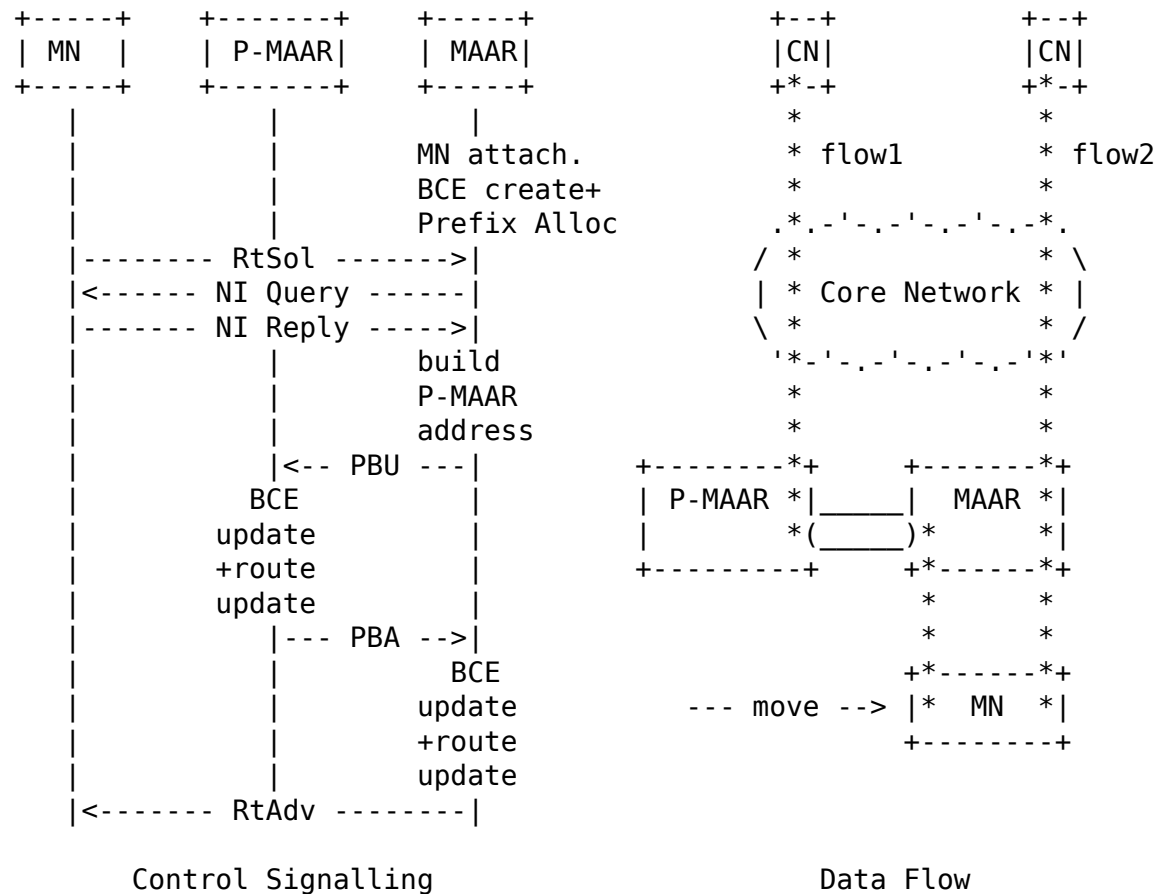 MN P-MAAR MAAR CN CN
MN attach. flow1 flow2
BCE create+
Prefix Alloc
RtSol
NI Query Core Network
NI Reply
build
P-MAAR
address
PBU
BCE P-MAAR MAAR
update
+route
update
PBA
BCE
update move MN
+route
update
RtAdv
Control Signalling Data Flow